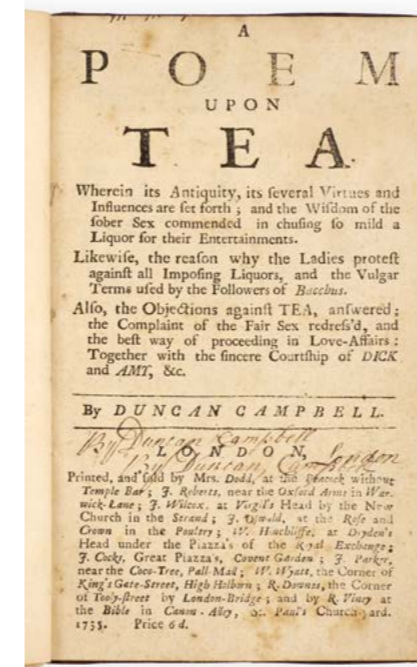 A
POEM
UPON
TEA.
Wherein its Antiquity, its ſeveral Virtues and
Influences are ſet forth ; and the Wiſdom of the
ſober Sex commended in chuſing ſo mild a
Liquor for their Entertainments.
Likewiſe, the reaſon why the Ladies proteſt
againſt all Impoſing Liquors, and the Vulgar
Terms uſed by the Followers of Bacchus.
Alſo, the Objections againſt TEA, anſwered ;
the Complaint of the Fair Sex redreſs'd, and
the beſt way of proceeding in Love-Affairs :
Together with the ſincere Courtſhip of DICK
and AMY, &c.
By DUNCAN CAMPBELL.
By Duncan Campbell
LONDON, London
By Duncan Campbell
Printed, and ſold by Mrs. Dodd, at the Peacock without
Temple Bar ; J. Roberts, near the Oxford Arms in War-
wick-Lane ; J. Wilcox, at Virgil's Head by the New
Church in the Strand ; J. Oſwald, at the Roſe and
Crown in the Poultry ; W. Hinchliffe, at Dryden's
Head under the Piazza's of the Royal Exchange ;
J. Cocks, Great Piazza's, Covent Garden ; J. Parker,
near the Coco-Tree, Pall-Mall ; W. Wyatt, the Corner of
King's Gate-Street, High Holborn ; R. Downes, the Corner
of Tooly-ſtreet by London-Bridge ; and by R. Viney at
the Bible in Canon-Alley, St. Paul's Church-yard.
1735. Price 6 d.